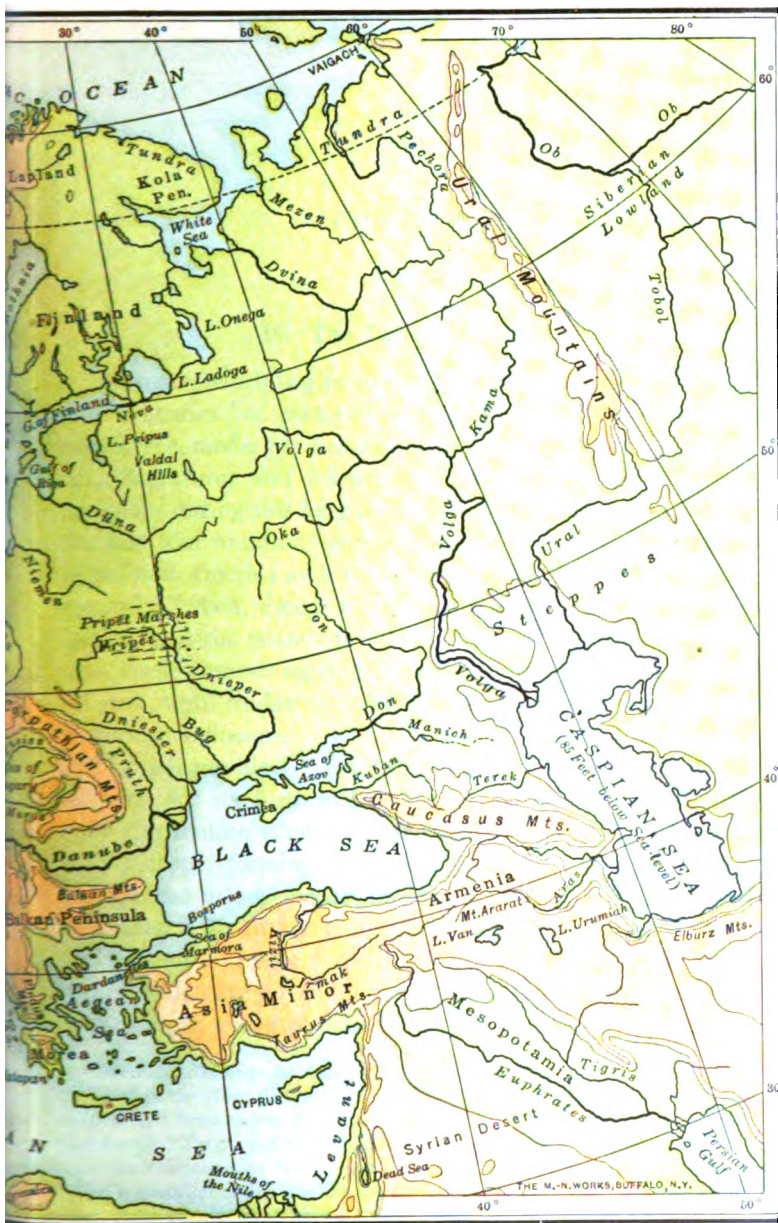 30° 40° 50° 60° 70° 80°
OCEAN
VAIGACH
60°
Tundra
Tundra
Ob
Ob
Lapland
Kola
Pen.
Pechora
Siberian
Lowland
Mezen
White
Sea
Ural Mountains
Dvina
Tobol
Finland
L. Onega
L. Ladoga
G. of Finland
Neva
Kama
L. Peipus
Valdai
Hills
Volga
50°
Gulf of
Riga
Düna
Oka
Volga
Ural
Niemen
Don
Steppes
Pripet Marshes
Pripet
Dnieper
Volga
Don
Dniester
Bug
Manich
CASPIAN SEA
(85 Feet below Sea level)
Pruth
Sea of
Azov
Kuban
Terek
40°
Crimea
Caucasus Mts.
Danube
BLACK SEA
Balkan Mts.
Armenia
Balkan Peninsula
Bosporus
Mt. Ararat
Aras
Sea of
Marmora
Kizil
Irmak
L. Van
L. Urumiah
Elburz Mts.
Aegean
Sea
Asia Minor
Taurus Mts.
Morea
Mesopotamia
Tigris
Euphrates
CRETE
CYPRUS
30°
Levant
Syrian Desert
Persian
Gulf
SEA
Mouths of
the Nile
Dead Sea
THE M.-N. WORKS, BUFFALO, N.Y.
40° 50°